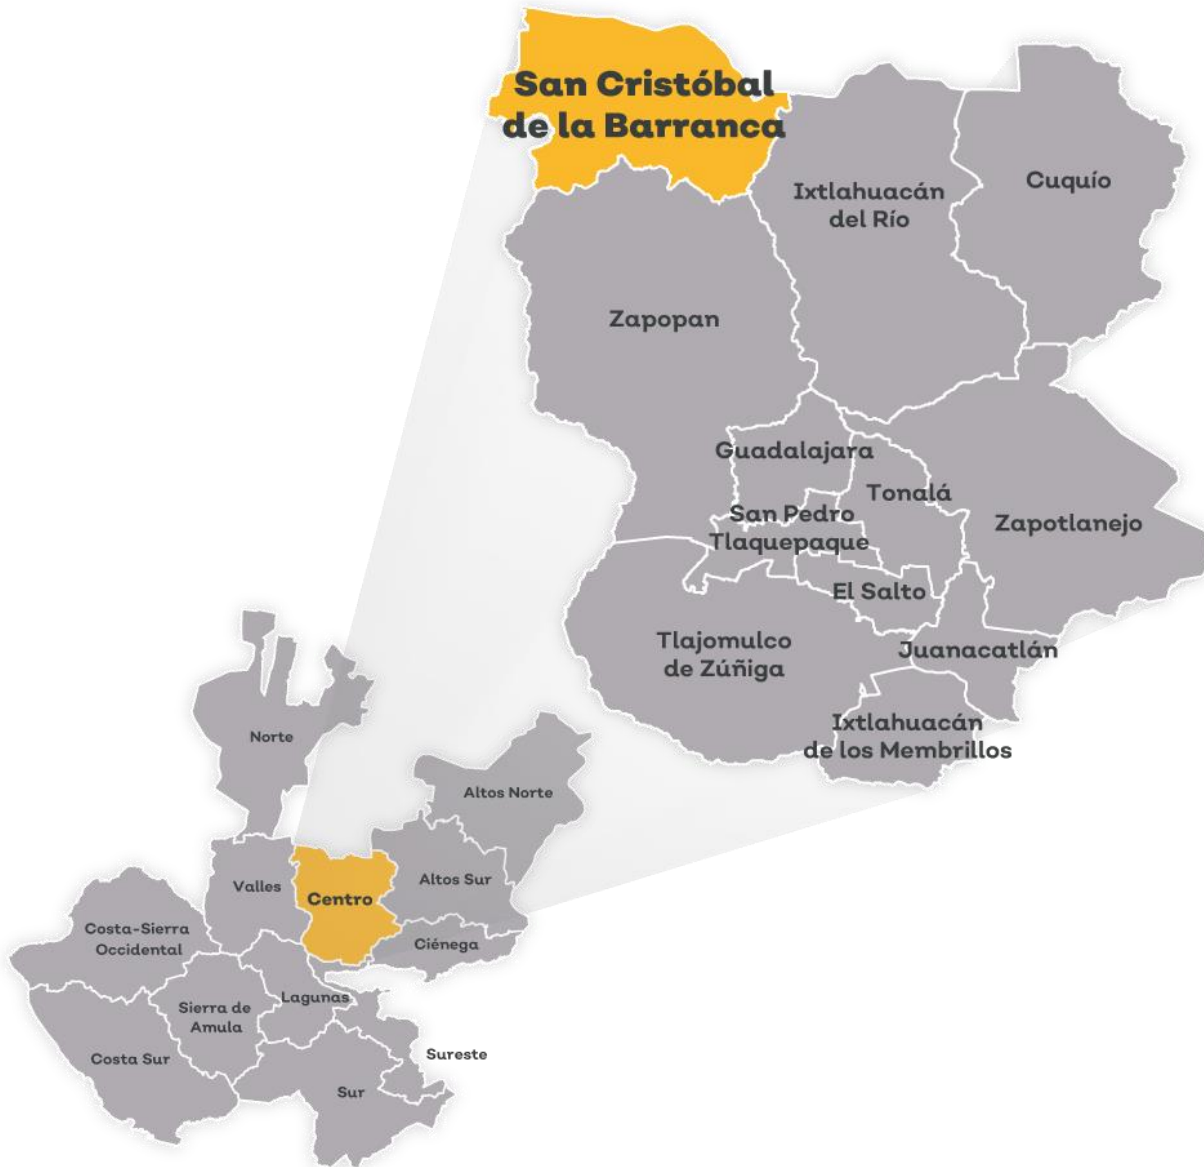 San Cristóbal
de la Barranca
Cuquío
Ixtlahuacán
del Río
Zapopan
Guadalajara
Tonalá
San Pedro
Tlaquepaque
Zapotlanejo
El Salto
Tlajomulco
de Zúñiga
Juanacatlán
Ixtlahuacán
de los Membrillos
Norte
Altos Norte
Valles
Centro
Altos Sur
Costa-Sierra
Occidental
Ciénega
Lagunas
Sierra de
Amula
Costa Sur
Sureste
Sur